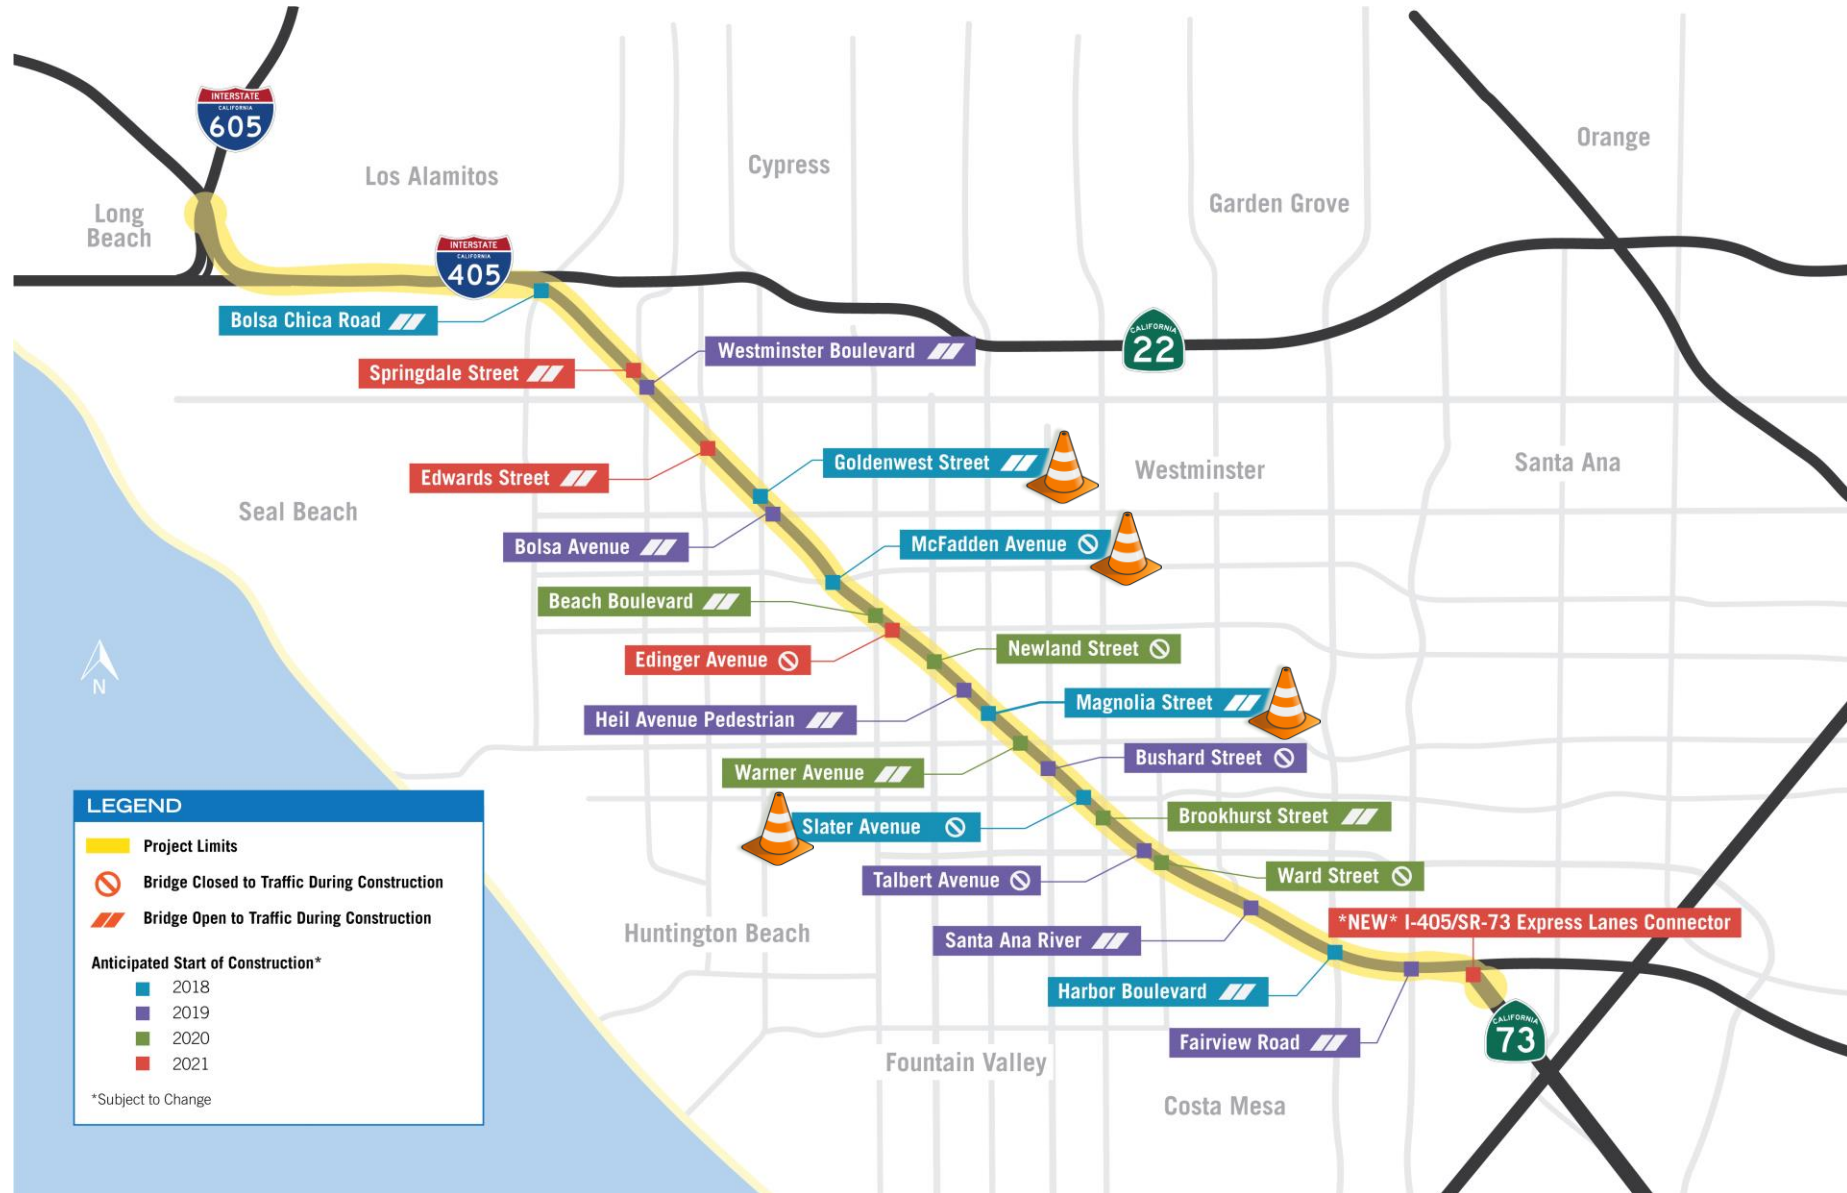 INTERSTATE
CALIFORNIA
605
Los Alamitos
Cypress
Orange
Garden Grove
Long
Beach
INTERSTATE
CALIFORNIA
405
Bolsa Chica Road
Westminster Boulevard
CALIFORNIA
22
Springdale Street
Goldenwest Street
Westminster
Santa Ana
Edwards Street
Seal Beach
Bolsa Avenue
McFadden Avenue
Beach Boulevard
Newland Street
Edinger Avenue
Magnolia Street
Heil Avenue Pedestrian
N
Bushard Street
Warner Avenue
Slater Avenue
Brookhurst Street
Talbert Avenue
Ward Street
Huntington Beach
Santa Ana River
*NEW* I-405/SR-73 Express Lanes Connector
Harbor Boulevard
Fairview Road
CALIFORNIA
73
Fountain Valley
Costa Mesa
LEGEND
Project Limits
Bridge Closed to Traffic During Construction
Bridge Open to Traffic During Construction
Anticipated Start of Construction*
2018
2019
2020
2021
*Subject to Change